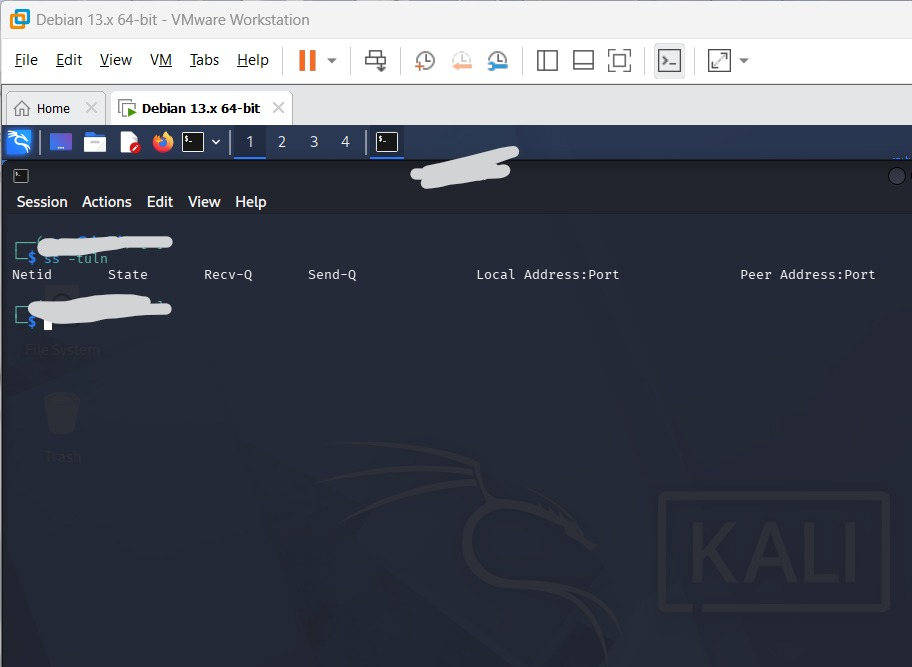 Debian 13.x 64-bit - VMware Workstation
File Edit View VM Tabs Help
Home Debian 13.x 64-bit
1 2 3 4
Session Actions Edit View Help
$ ss -tuln
Netid State Recv-Q Send-Q Local Address:Port Peer Address:Port
$
File System
Trash
KALI